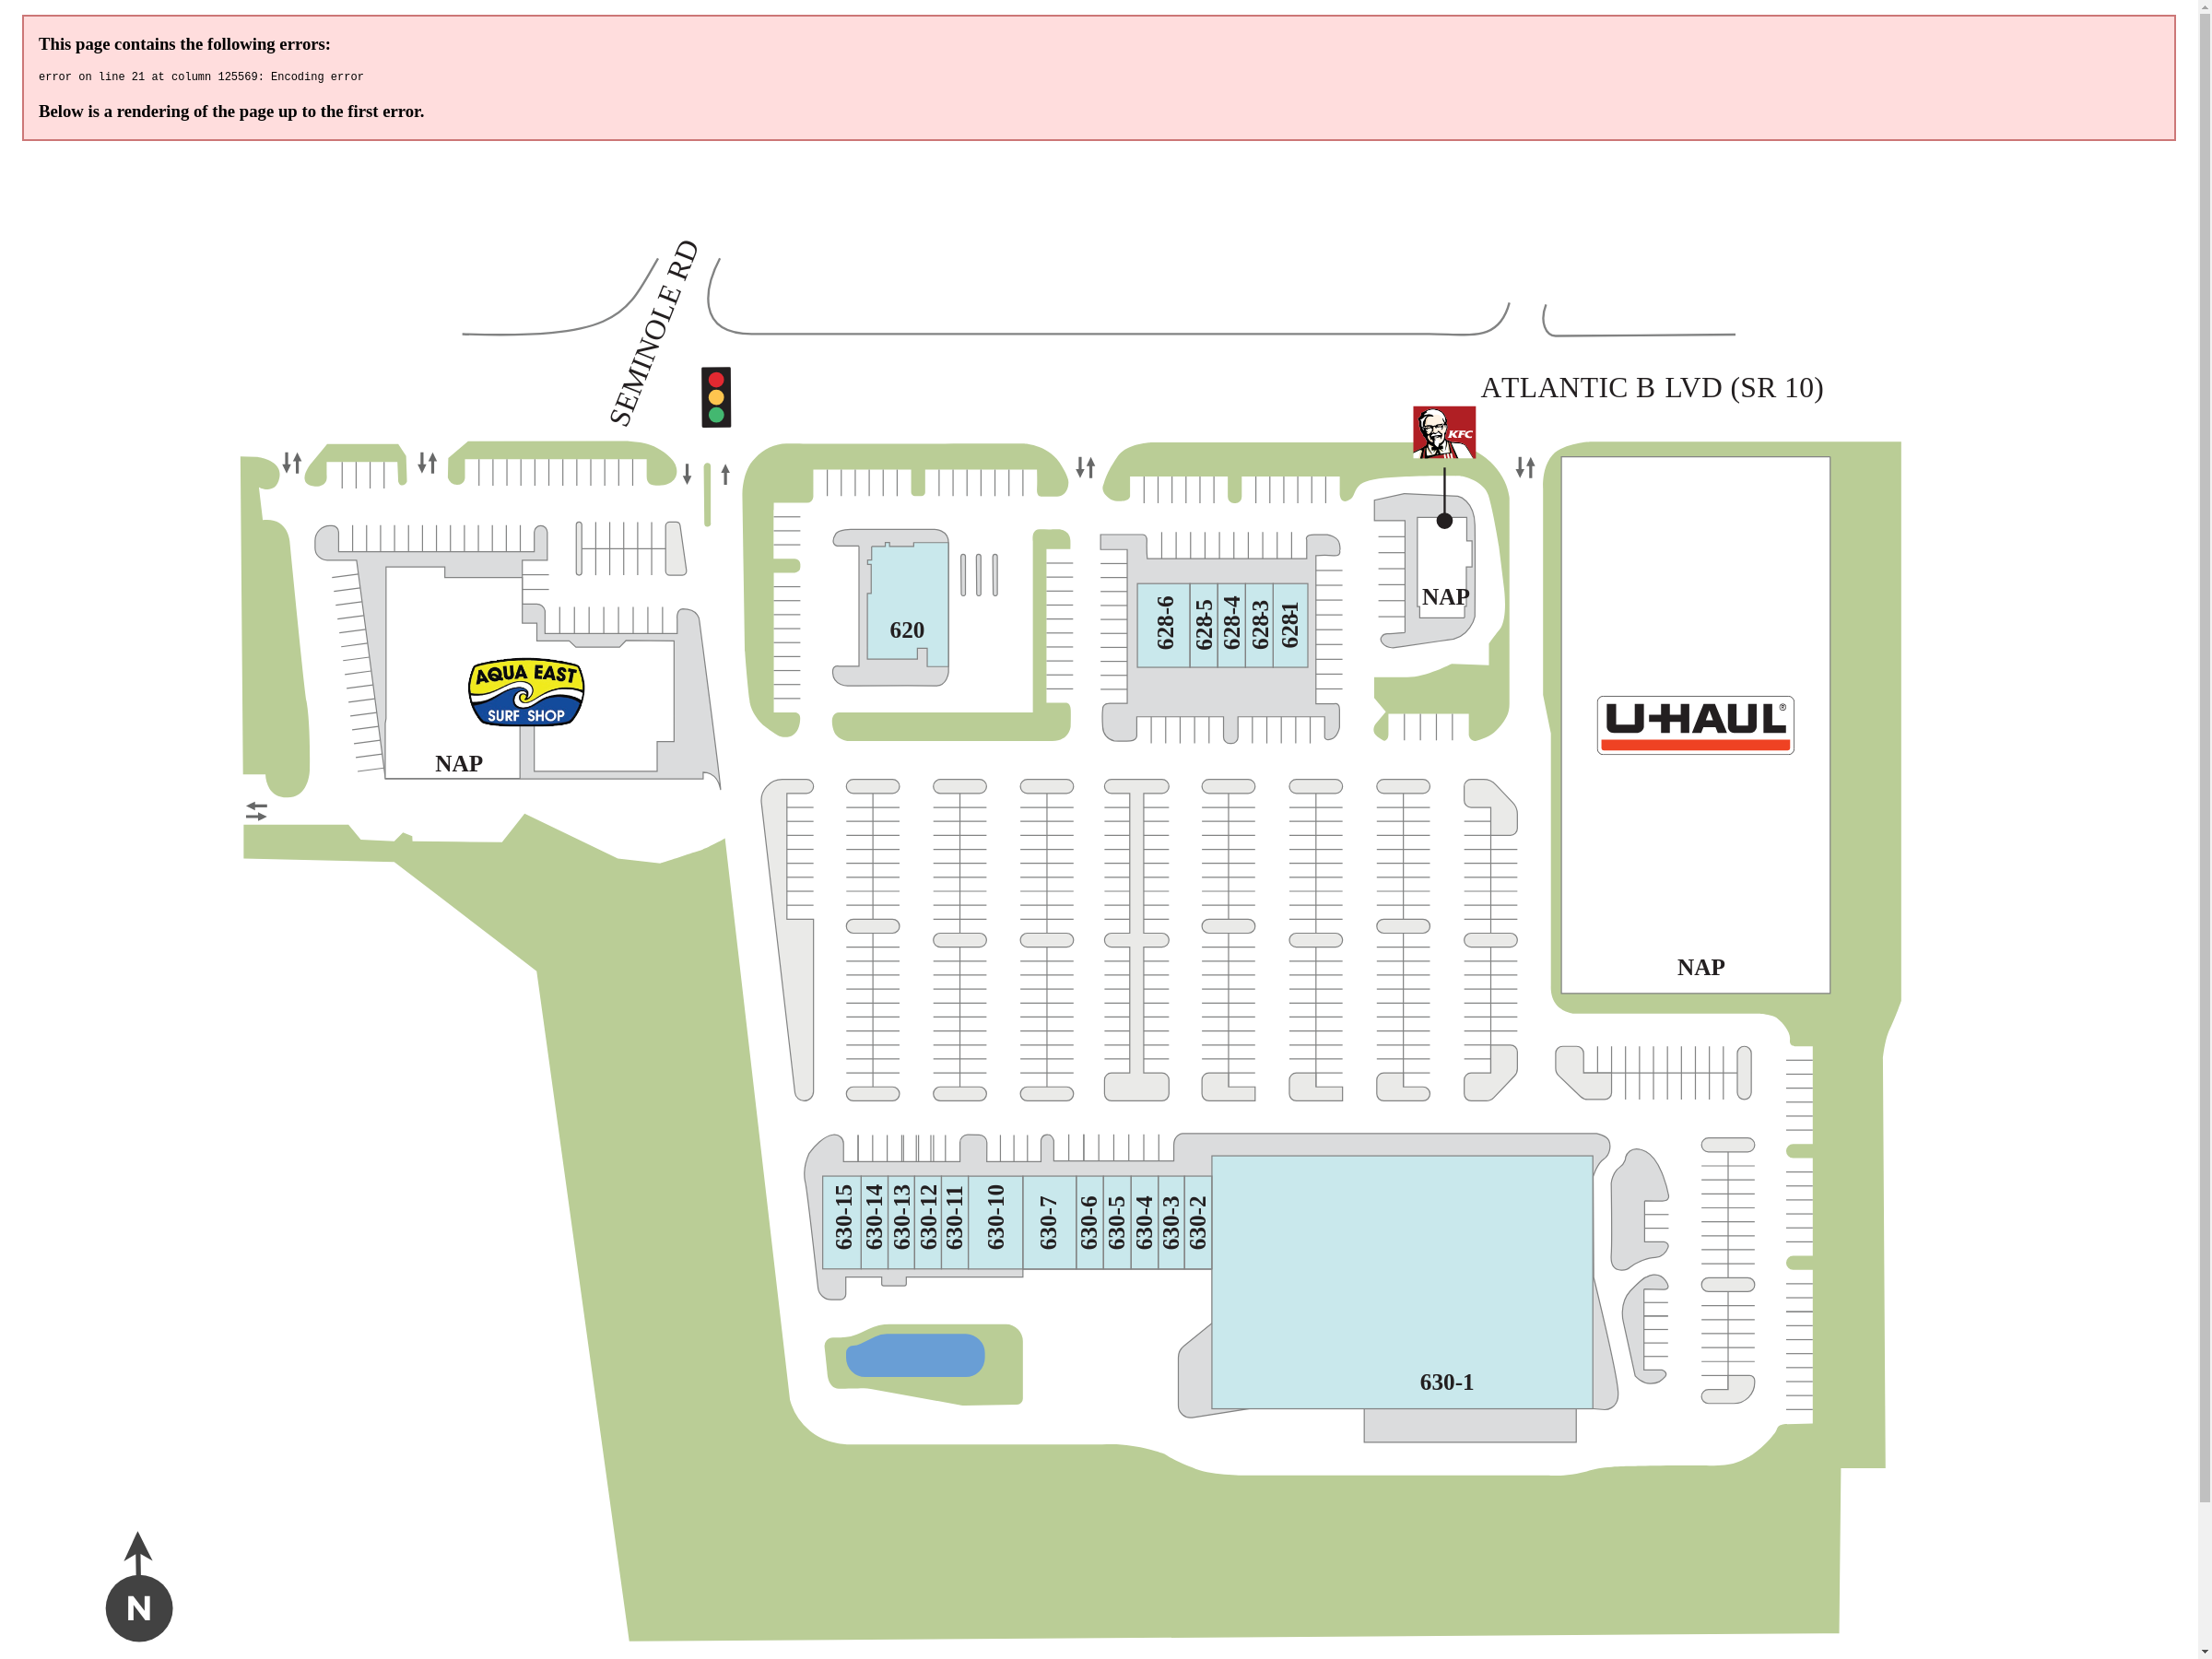 This page contains the following errors:
error on line 21 at column 125569: Encoding error
Below is a rendering of the page up to the first error.
SEMINOLE RD
ATLANTIC B LVD (SR 10)
KFC
NAP
620
628-6
628-5
628-4
628-3
628-1
AQUA EAST
SURF SHOP
NAP
U-HAUL®
NAP
630-15
630-14
630-13
630-12
630-11
630-10
630-7
630-6
630-5
630-4
630-3
630-2
630-1
N